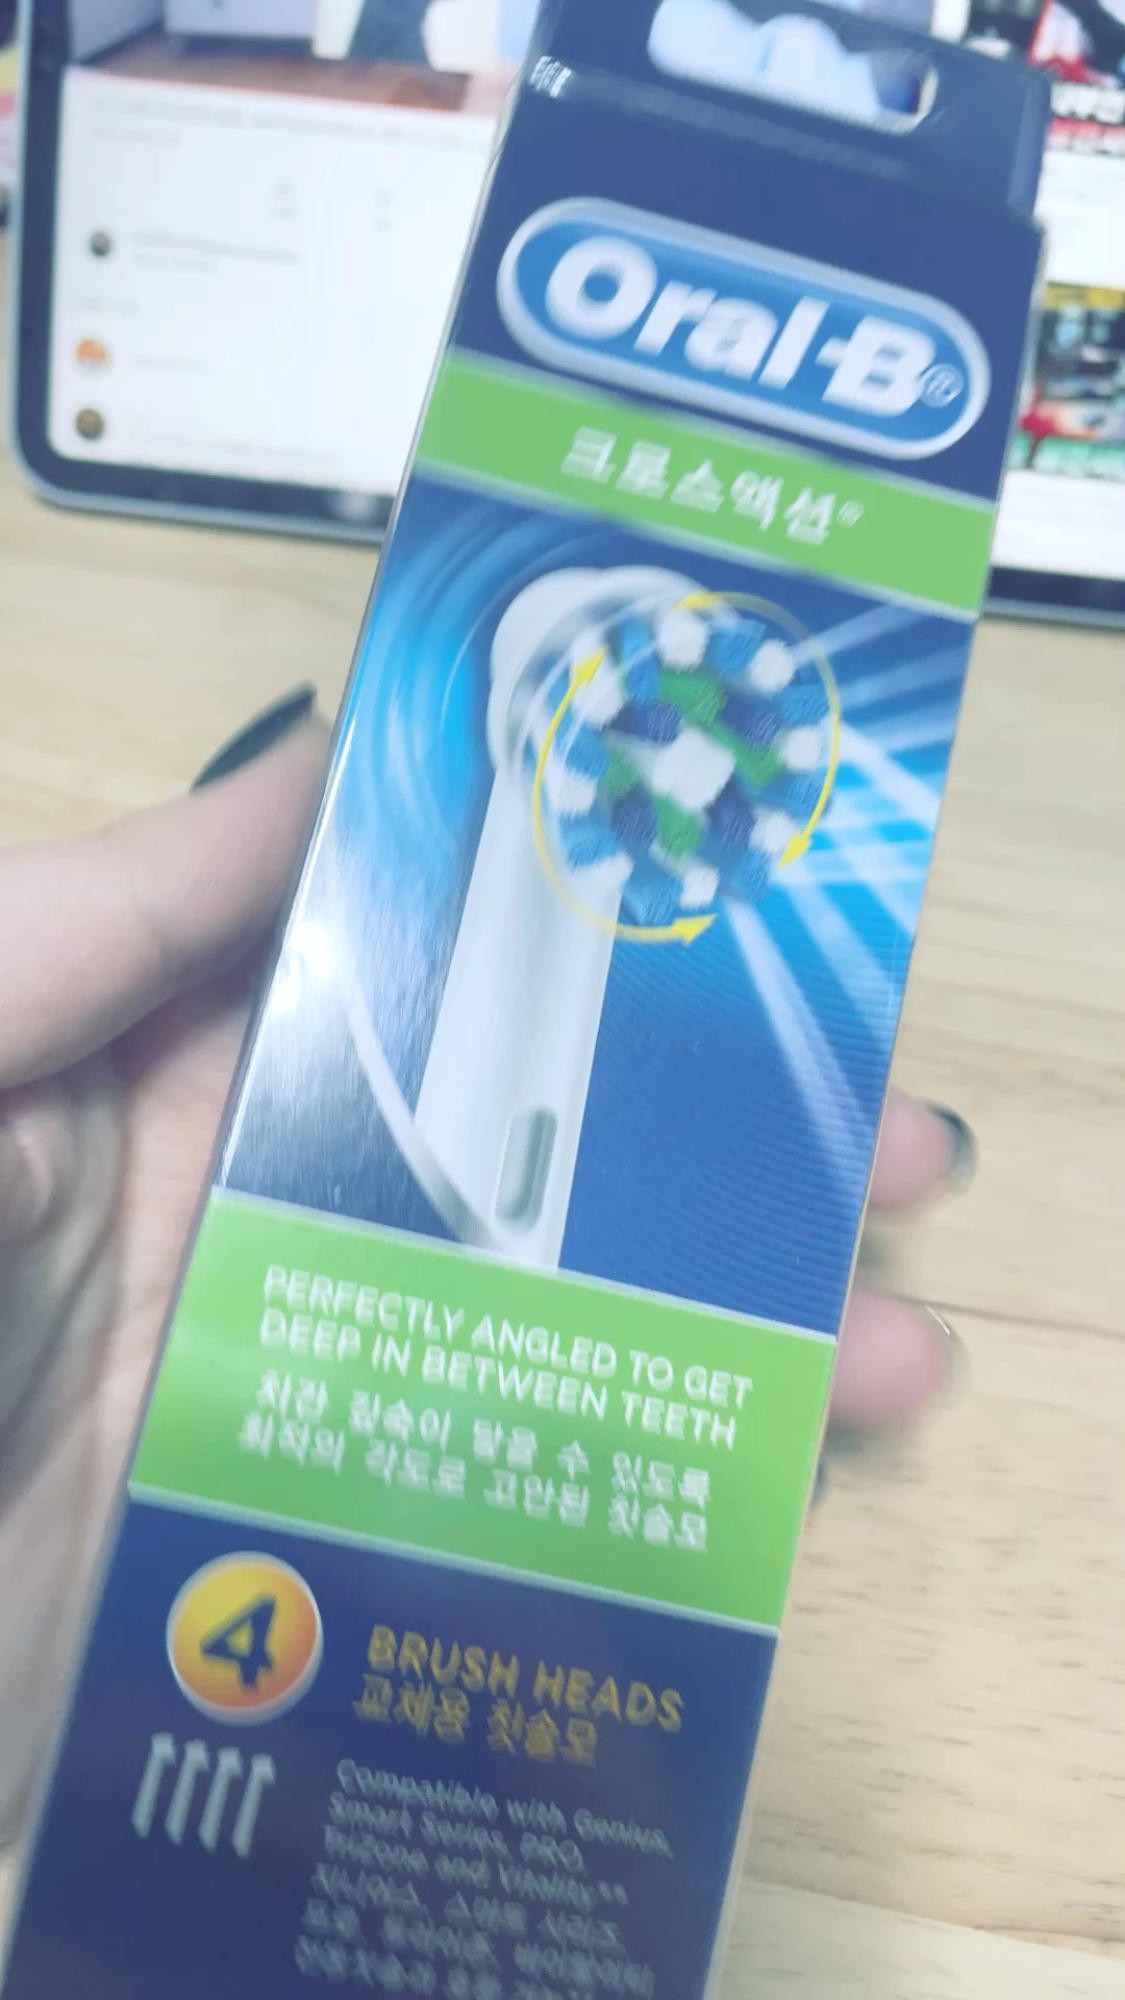 Oral-B®
크로스액션®
PERFECTLY ANGLED TO GET
DEEP IN BETWEEN TEETH
치간 깊숙이 닿을 수 있도록
최적의 각도로 고안된 칫솔모
4
BRUSH HEADS
교체용 칫솔모
Compatible with Genius,
Smart Series, PRO,
TriZone and Vitality**